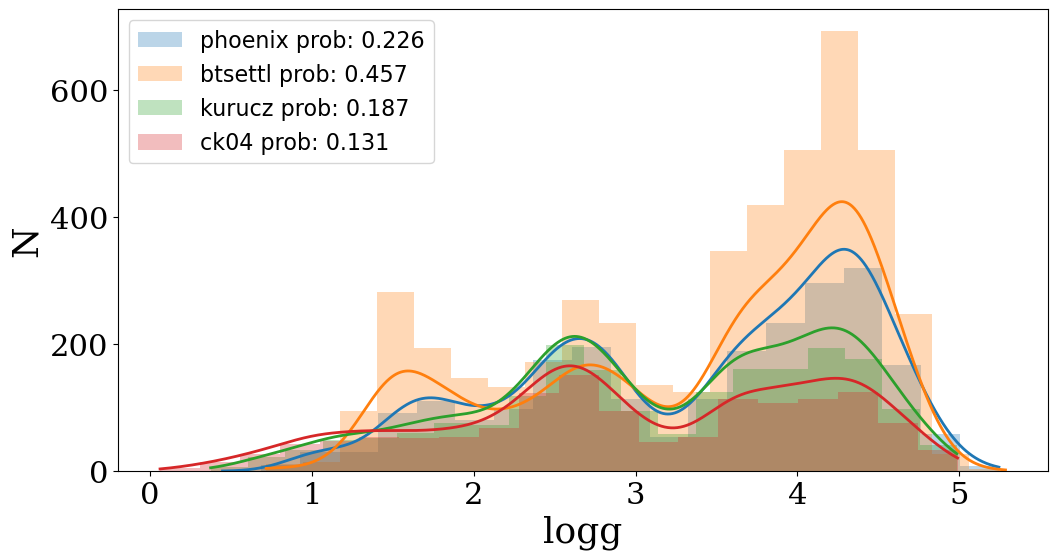 phoenix prob: 0.226
btsettl prob: 0.457
kurucz prob: 0.187
ck04 prob: 0.131
600
400
200
0
N
0 1 2 3 4 5
logg